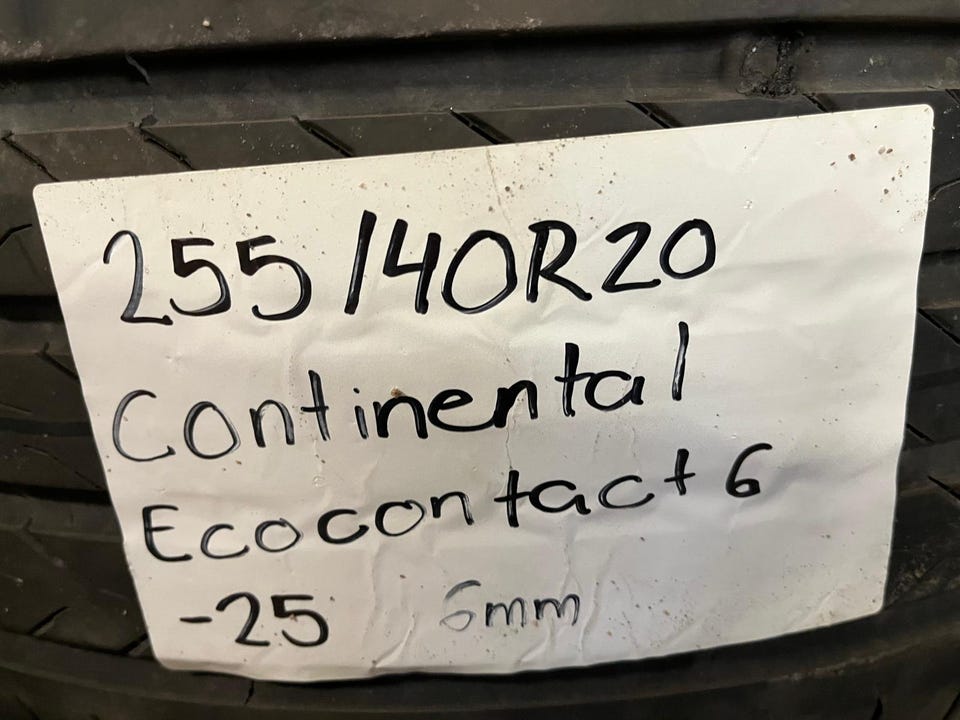 255/40R20
Continental
Ecocontact 6
-25 6mm